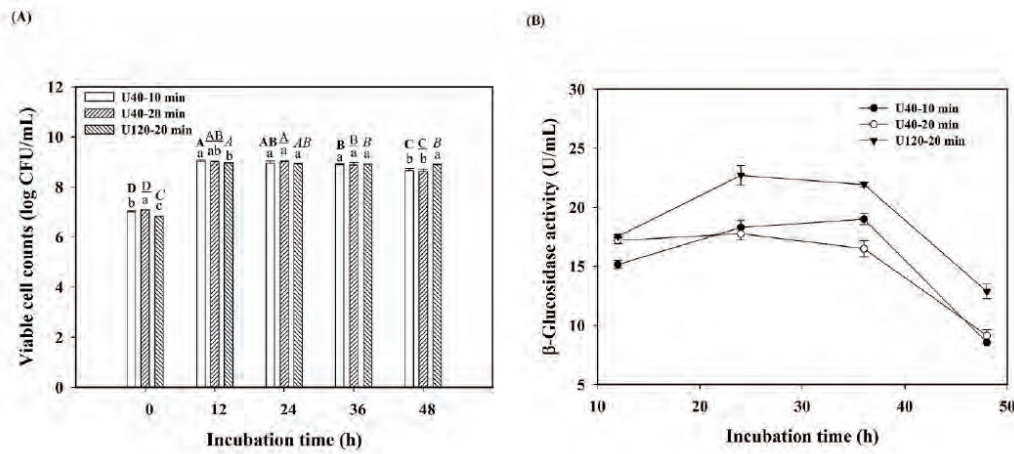 (A)
Viable cell counts (log CFU/mL)
12
10
8
6
4
2
0
U40-10 min
U40-20 min
U120-20 min
D D C
b a c
A AB A
a ab b
AB A AB
a a a
B B B
a a a
C C B
b b a
0 12 24 36 48
Incubation time (h)
(B)
β-Glucosidase activity (U/mL)
30
25
20
15
10
5
U40-10 min
U40-20 min
U120-20 min
10 20 30 40 50
Incubation time (h)